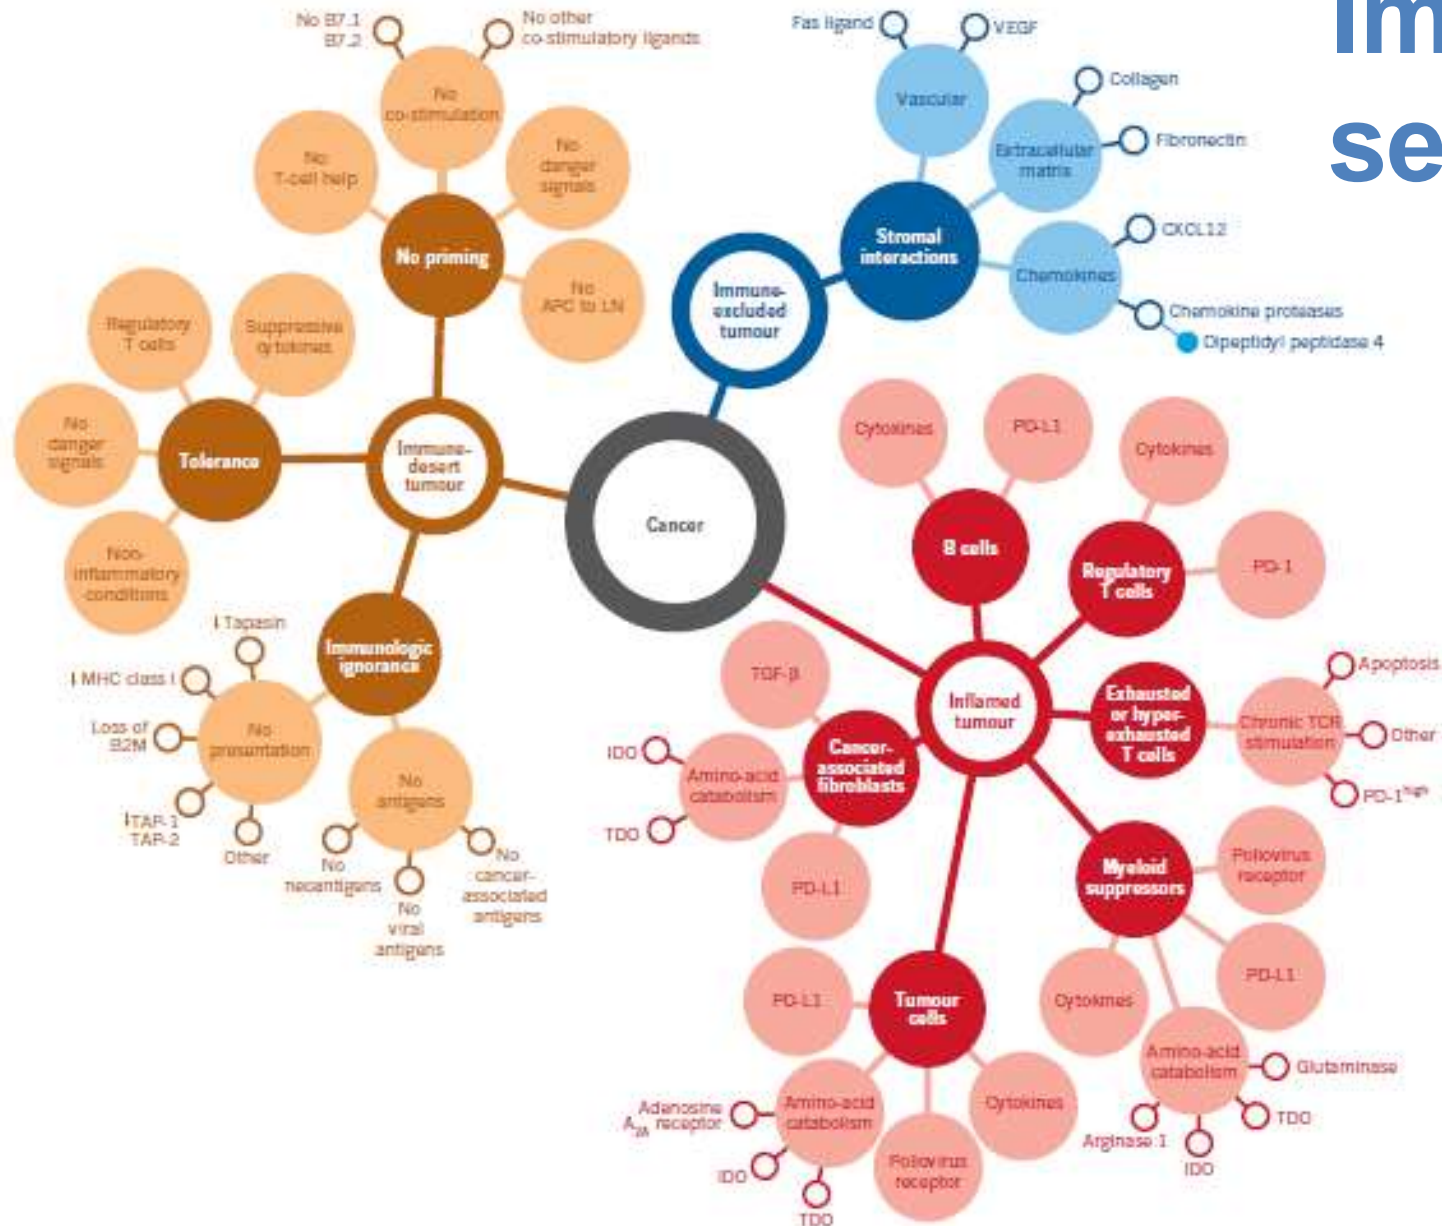 Im
se
No B7.1
B7.2
No other
co-stimulatory ligands
No
co-stimulation
No
T-cell help
No
danger
signals
No priming
No
APC to LN
Regulatory
T cells
Suppressive
cytokines
No
danger
signals
Tolerance
Non-
inflammatory
conditions
Immune-
desert
tumour
Immunologic
ignorance
↓ Tapasin
↓ MHC class I
Loss of
B2M
↓TAP-1
TAP-2
Other
No
presentation
No
antigens
No
neoantigens
No
viral
antigens
No
cancer-
associated
antigens
Cancer
Immune-
excluded
tumour
Stromal
interactions
Vascular
Fas ligand
VEGF
Extracellular
matrix
Collagen
Fibronectin
Chemokines
CXCL12
Chemokine proteases
Dipeptidyl peptidase 4
Inflamed
tumour
B cells
Cytokines
PD-L1
Regulatory
T cells
Cytokines
PD-1
Exhausted
or hyper-
exhausted
T cells
Chronic TCR
stimulation
Apoptosis
Other
PD-1high
Cancer-
associated
fibroblasts
TGF-β
Amino-acid
catabolism
IDO
TDO
PD-L1
Myeloid
suppressors
Poliovirus
receptor
PD-L1
Cytokines
Amino-acid
catabolism
Glutaminase
TDO
IDO
Arginase 1
Tumour
cells
PD-L1
Amino-acid
catabolism
Adenosine
A2A receptor
IDO
TDO
Poliovirus
receptor
Cytokines